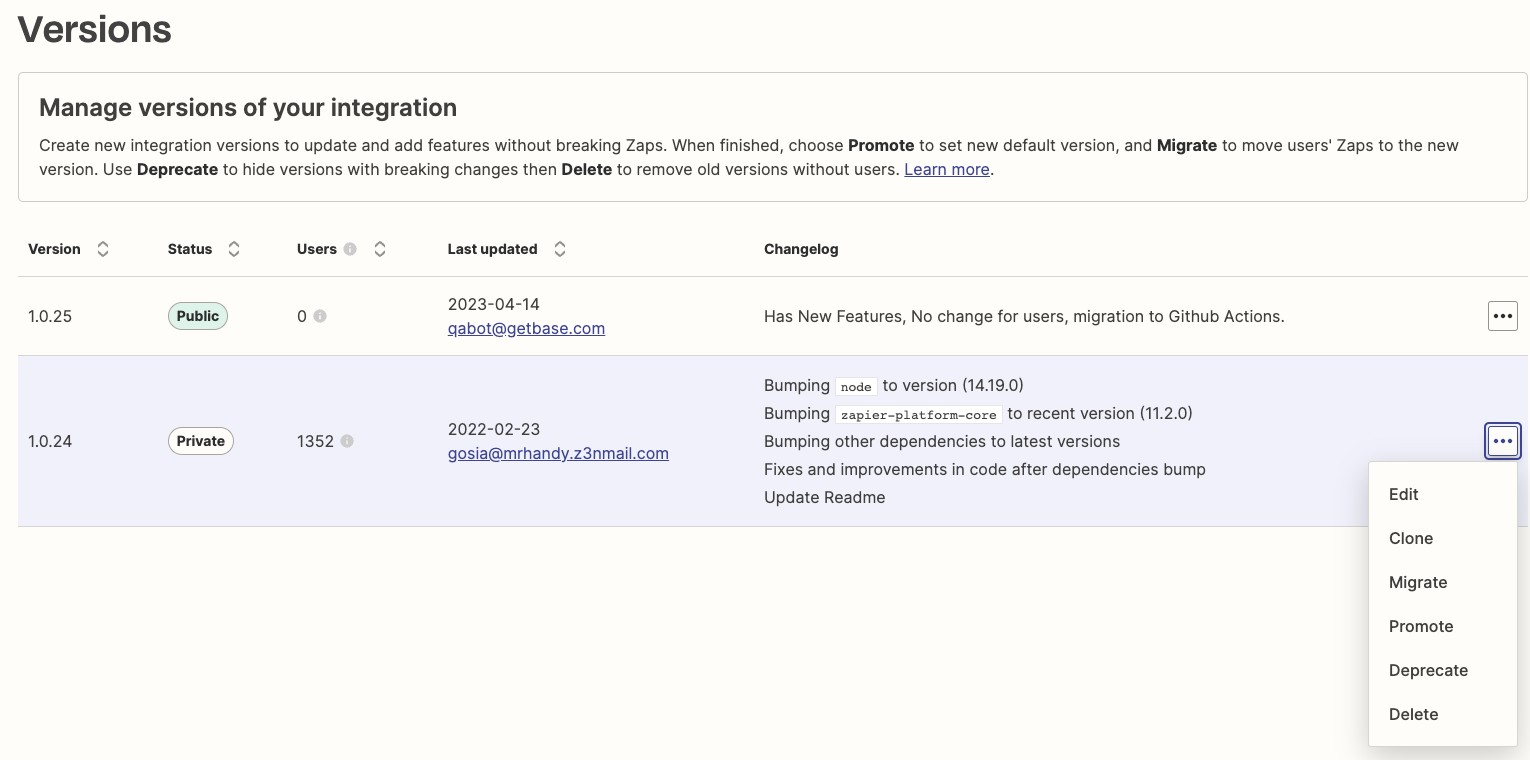 Versions
Manage versions of your integration
Create new integration versions to update and add features without breaking Zaps. When finished, choose Promote to set new default version, and Migrate to move users' Zaps to the new
version. Use Deprecate to hide versions with breaking changes then Delete to remove old versions without users. Learn more.
Version Status Users Last updated Changelog
1.0.25 Public 0 2023-04-14
qabot@getbase.com
Has New Features, No change for users, migration to Github Actions.
1.0.24 Private 1352 2022-02-23
gosia@mrhandy.z3nmail.com
Bumping node to version (14.19.0)
Bumping zapier-platform-core to recent version (11.2.0)
Bumping other dependencies to latest versions
Fixes and improvements in code after dependencies bump
Update Readme
Edit
Clone
Migrate
Promote
Deprecate
Delete